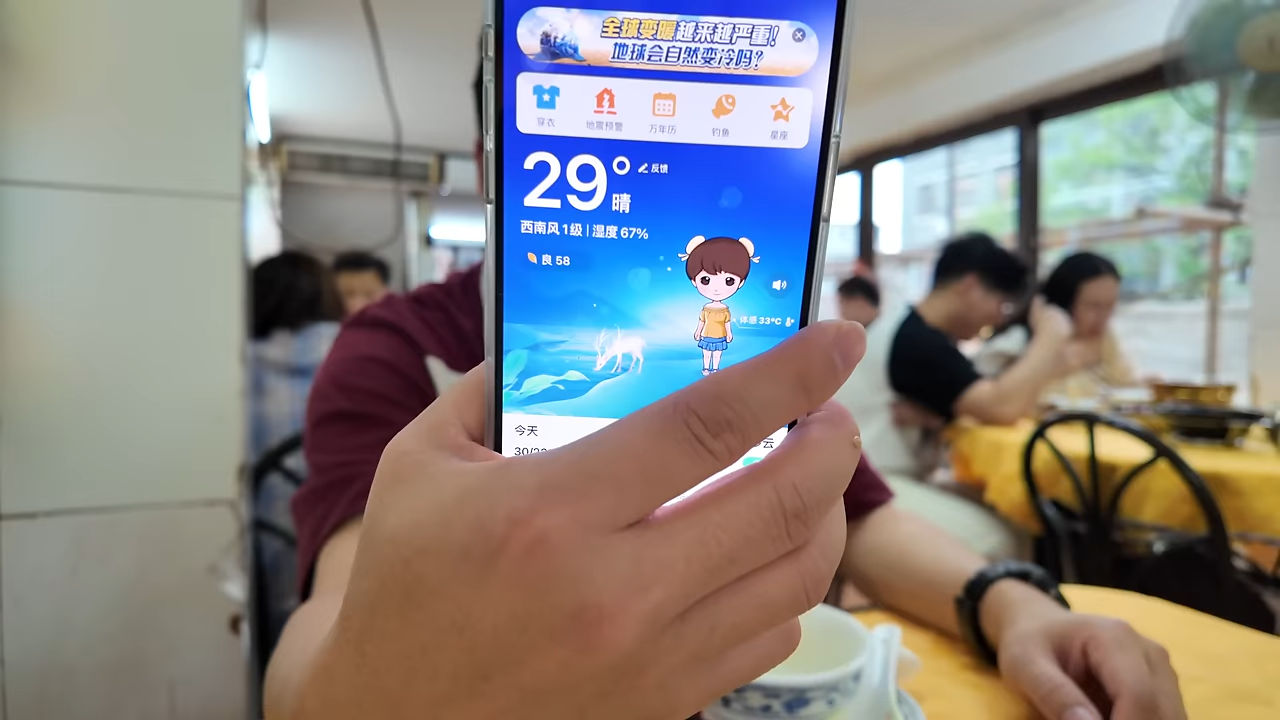 全球变暖越来越严重!
地球会自然变冷吗?
穿衣 地震预警 万年历 钓鱼 星座
29° 反馈
晴
西南风 1级 | 湿度 67%
良 58
体感 33°C
今天
云